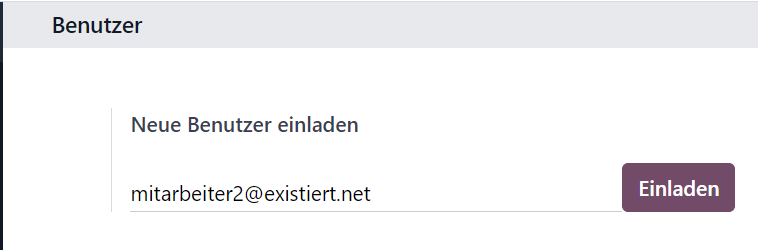 Benutzer
Neue Benutzer einladen
mitarbeiter2@existiert.net
Einladen